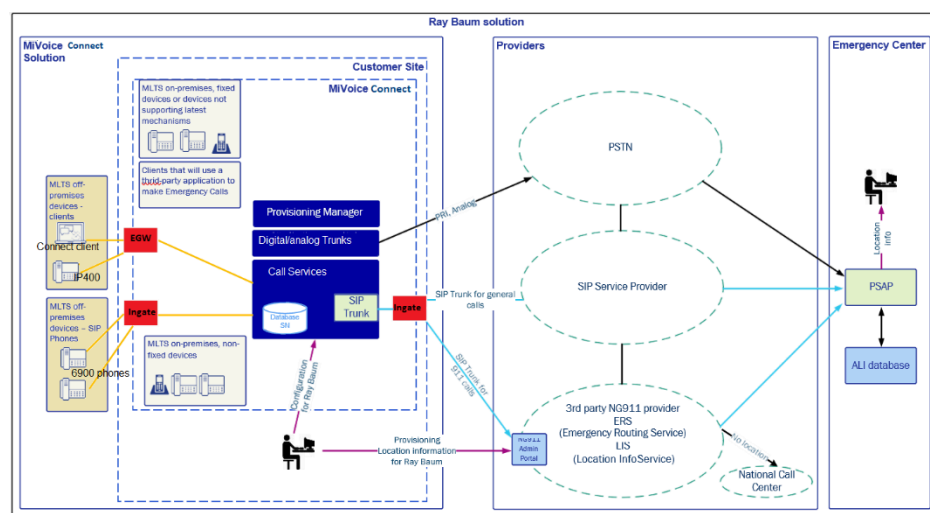 Ray Baum solution
MiVoice Connect
Solution
Customer Site
MiVoice Connect
MLTS on-premises, fixed
devices or devices not
supporting latest
mechanisms
Clients that will use a
third-party application to
make Emergency Calls
MLTS off-
premises devices -
clients
Connect client
IP400
EGW
MLTS off-
premises
devices – SIP
Phones
6900 phones
Ingate
Provisioning Manager
Digital/analog Trunks
Call Services
Database
SN
SIP
Trunk
Ingate
MLTS on-premises, non-
fixed devices
Configuration
for Ray Baum
Provisioning
Location information
for Ray Baum
PRI, Analog
SIP Trunk for general
calls
SIP Trunk for
911 calls
Providers
PSTN
SIP Service Provider
3rd party NG911 provider
ERS
(Emergency Routing Service)
LIS
(Location InfoService)
NG911
Admin
Portal
No location
National Call
Center
Emergency Center
Location
info
PSAP
ALI database